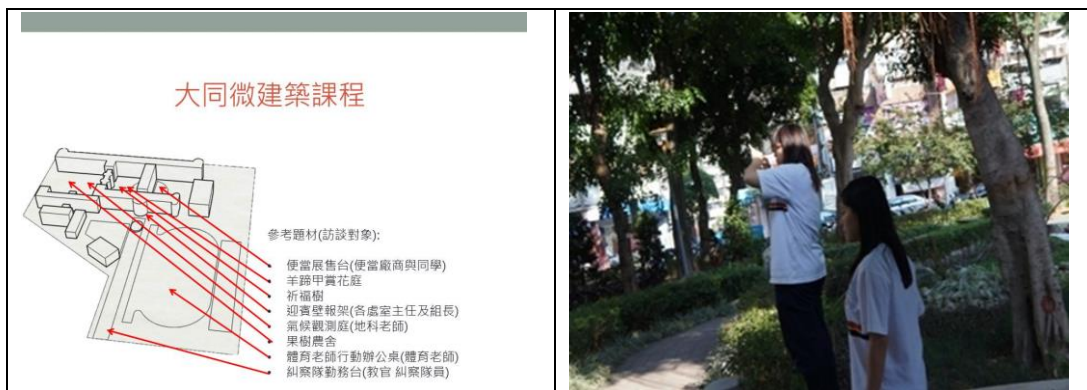 大同微建築課程
參考題材(訪談對象):
便當展售台(便當廠商與同學)
羊蹄甲賞花庭
祈福樹
迎賓壁報架(各處室主任及組長)
氣候觀測庭(地科老師)
果樹農舍
體育老師行動辦公桌(體育老師)
糾察隊勤務台(教官 糾察隊員)